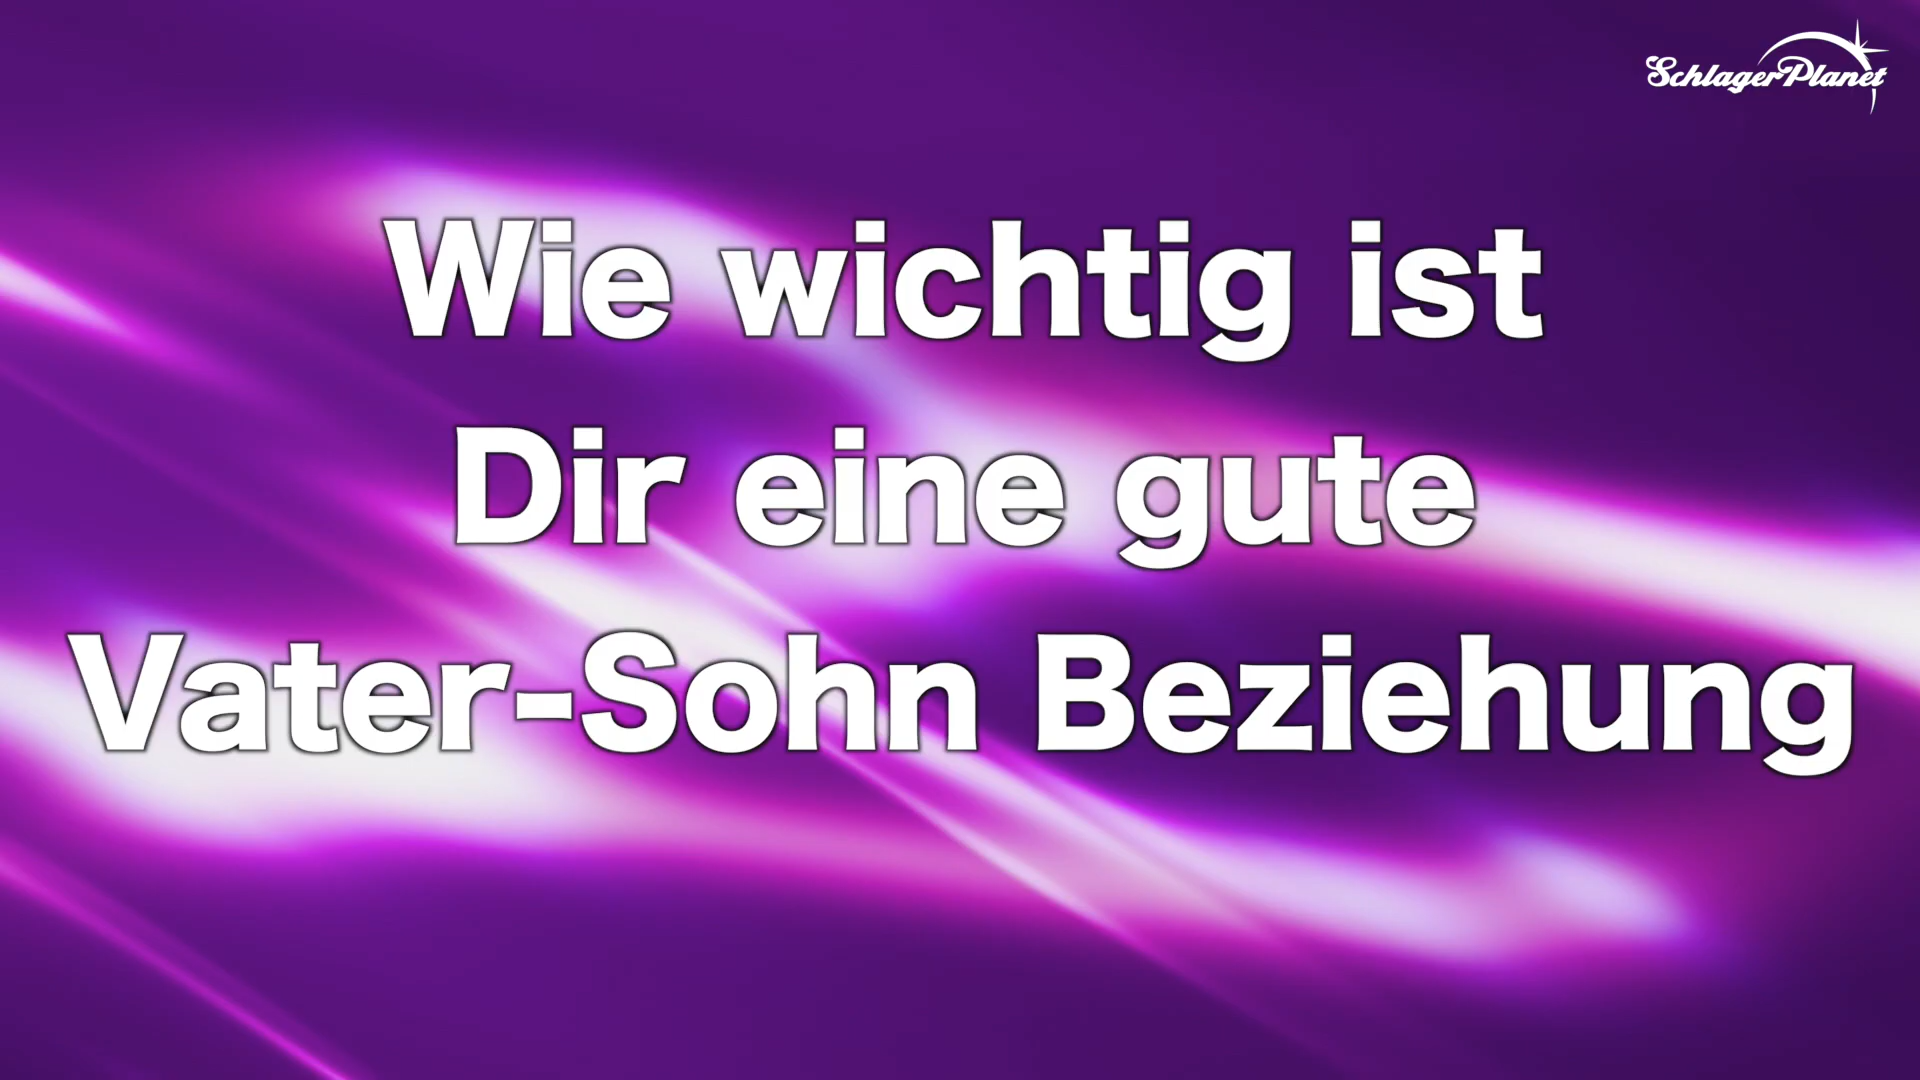 SchlagerPlanet
Wie wichtig ist
Dir eine gute
Vater-Sohn Beziehung